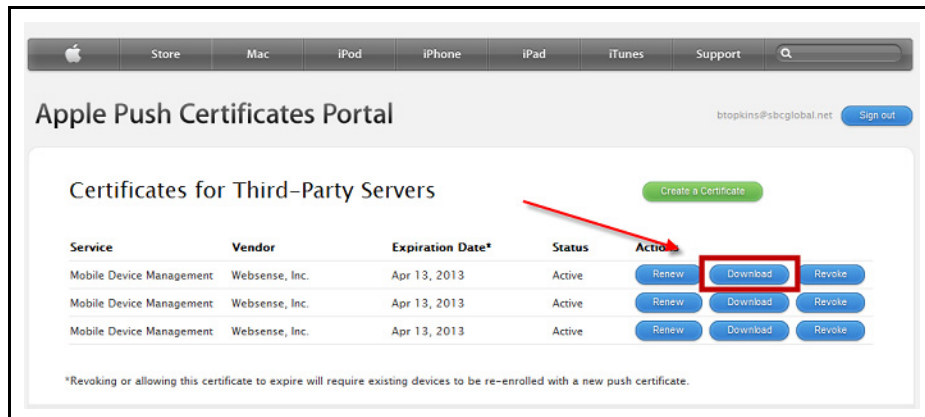 Store Mac iPod iPhone iPad iTunes Support
Apple Push Certificates Portal
btopkins@sbcglobal.net Sign out
Certificates for Third-Party Servers
Create a Certificate
Service Vendor Expiration Date* Status Actions
Mobile Device Management Websense, Inc. Apr 13, 2013 Active Renew Download Revoke
Mobile Device Management Websense, Inc. Apr 13, 2013 Active Renew Download Revoke
Mobile Device Management Websense, Inc. Apr 13, 2013 Active Renew Download Revoke
*Revoking or allowing this certificate to expire will require existing devices to be re-enrolled with a new push certificate.